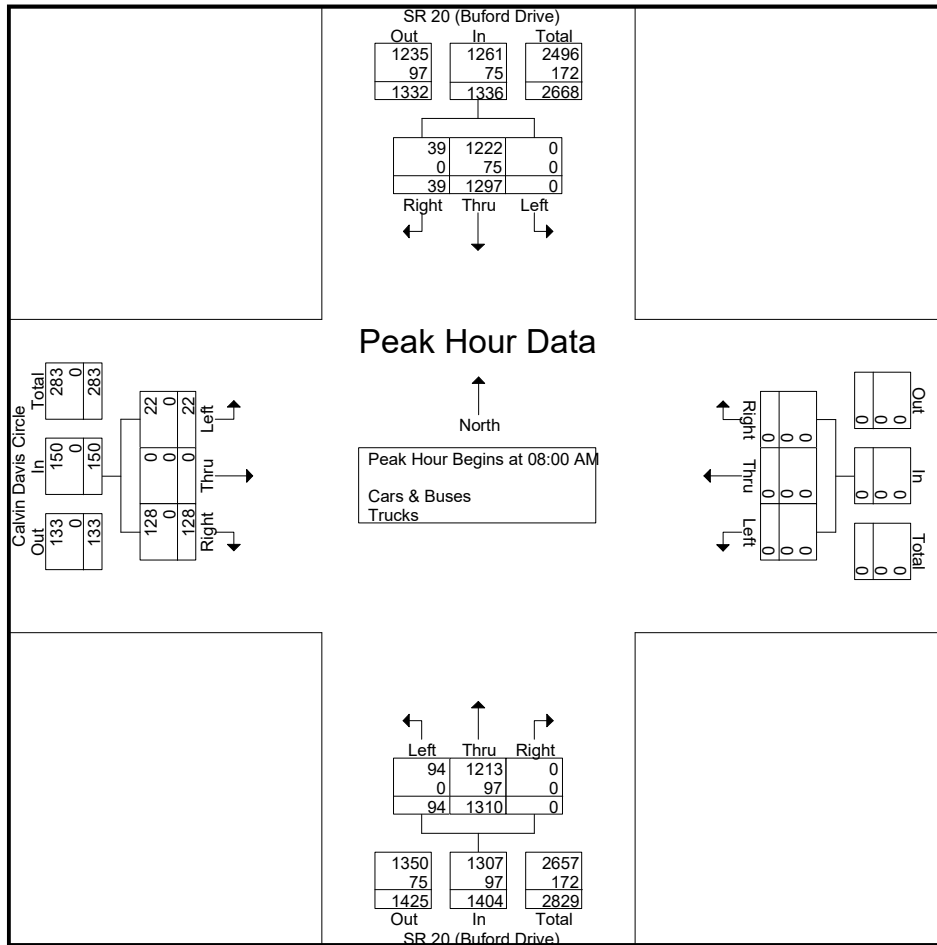 SR 20 (Buford Drive)
Out In Total
1235 1261 2496
97 75 172
1332 1336 2668
39 1222 0
0 75 0
39 1297 0
Right Thru Left
Peak Hour Data
North
Peak Hour Begins at 08:00 AM
Cars & Buses
Trucks
Calvin Davis Circle
Total In Out
283 150 133
0 0 0
283 150 133
22 0 128
0 0 0
22 0 128
Left Thru Right
Right Thru Left
0 0 0
0 0 0
0 0 0
Out In Total
0 0 0
0 0 0
0 0 0
Left Thru Right
94 1213 0
0 97 0
94 1310 0
1350 1307 2657
75 97 172
1425 1404 2829
Out In Total
SR 20 (Buford Drive)